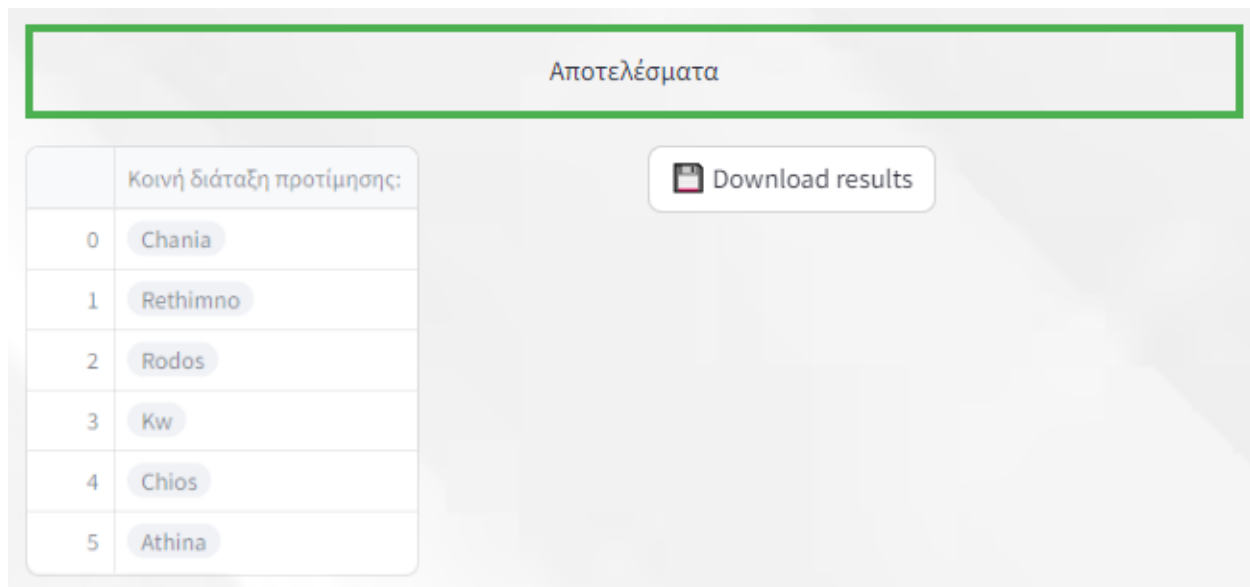 Αποτελέσματα
Κοινή διάταξη προτίμησης:
Download results
0 Chania
1 Rethimno
2 Rodos
3 Kw
4 Chios
5 Athina